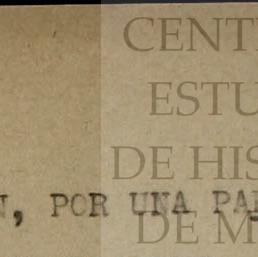 CENT
ESTU
DE HIS
N, POR UNA PA
DE M